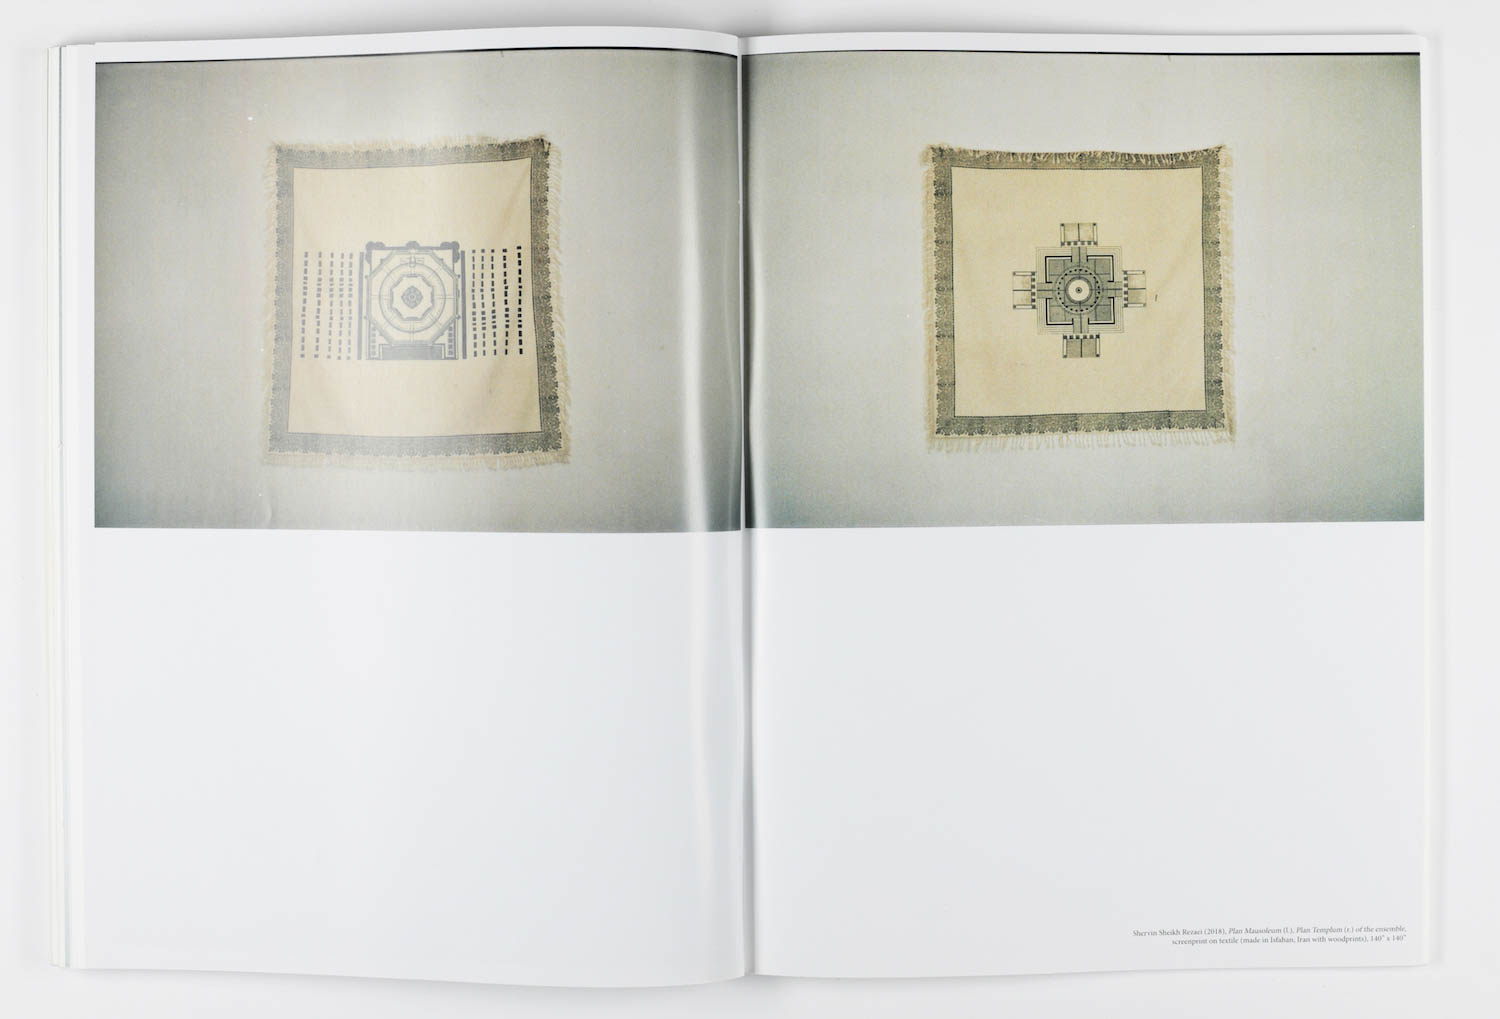 Shervin Sheikh Rezaei (2018), Plan Mausoleum (l.), Plan Templum (r.) of the ensemble,
screenprint on textile (made in Isfahan, Iran with woodprints), 140" x 140"